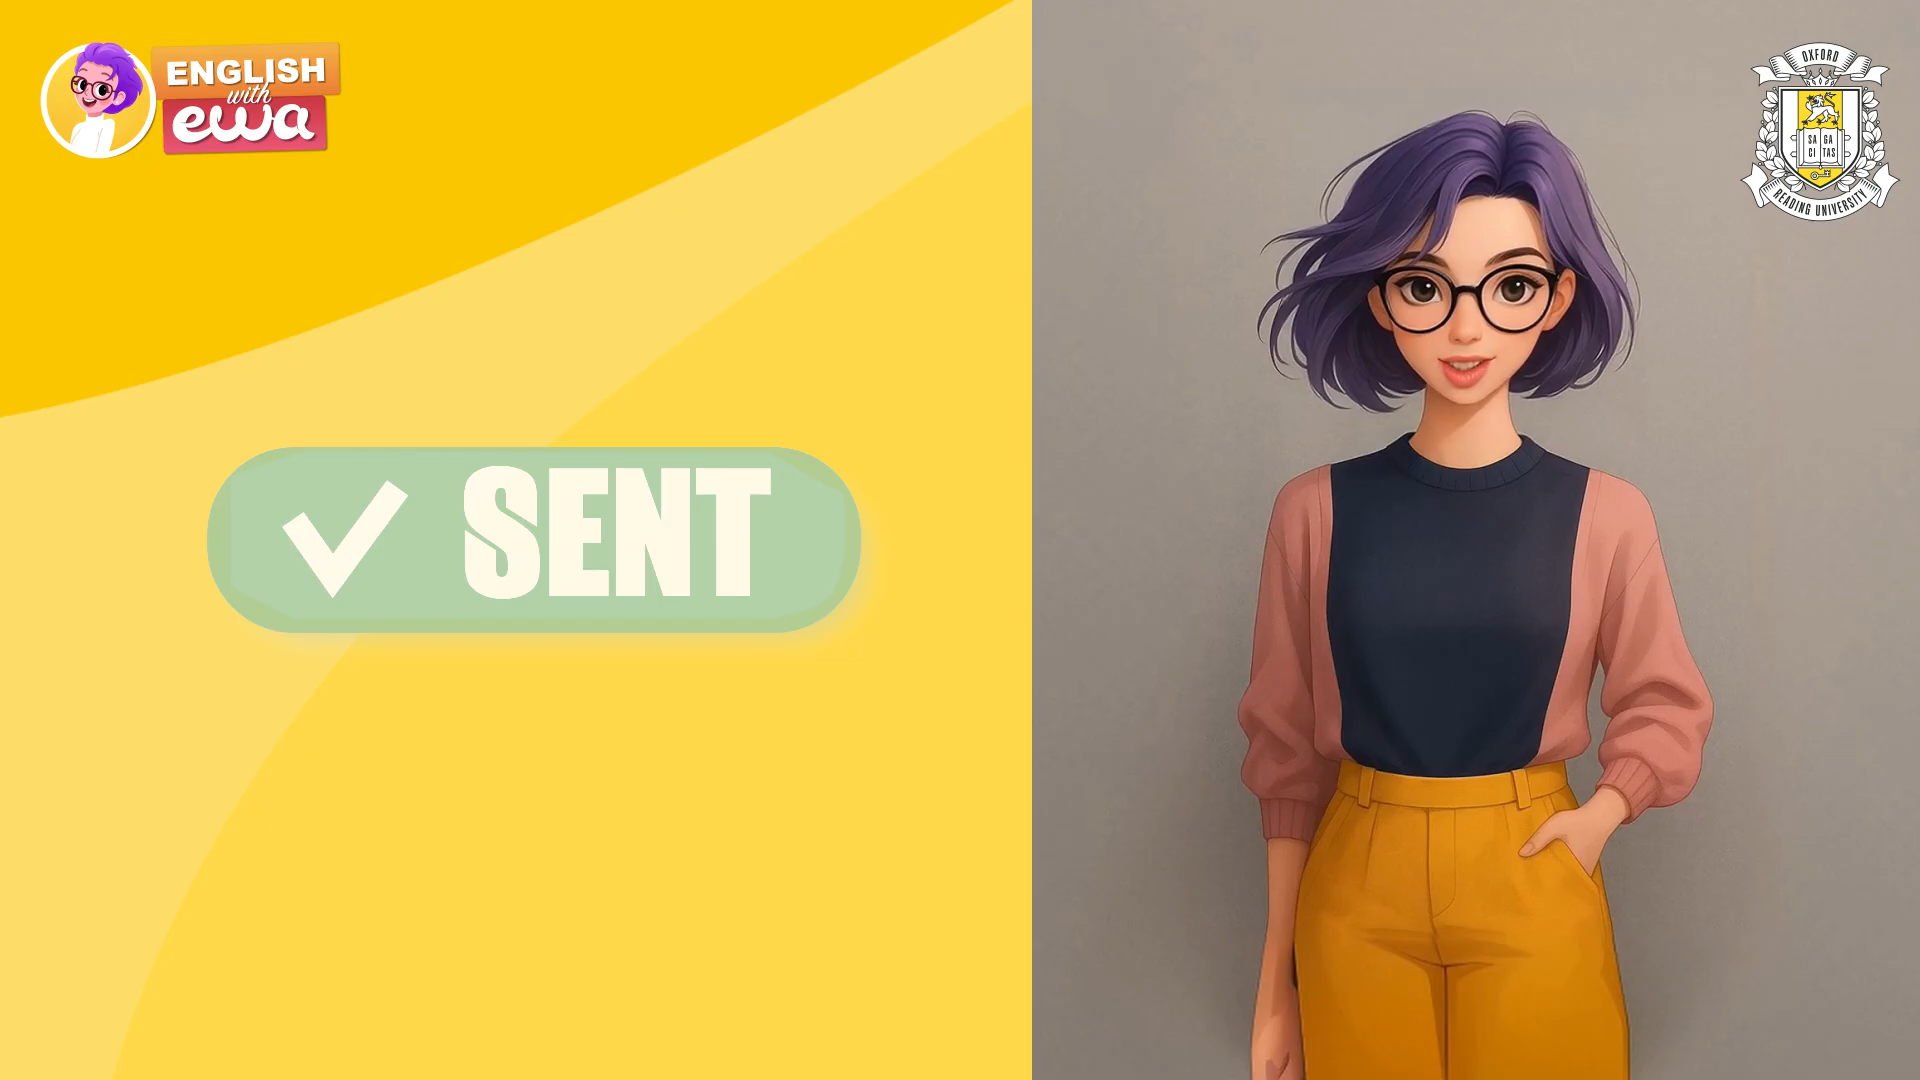 ENGLISH
with
ewa
SENT
OXFORD
SA GA
CI TAS
READING UNIVERSITY